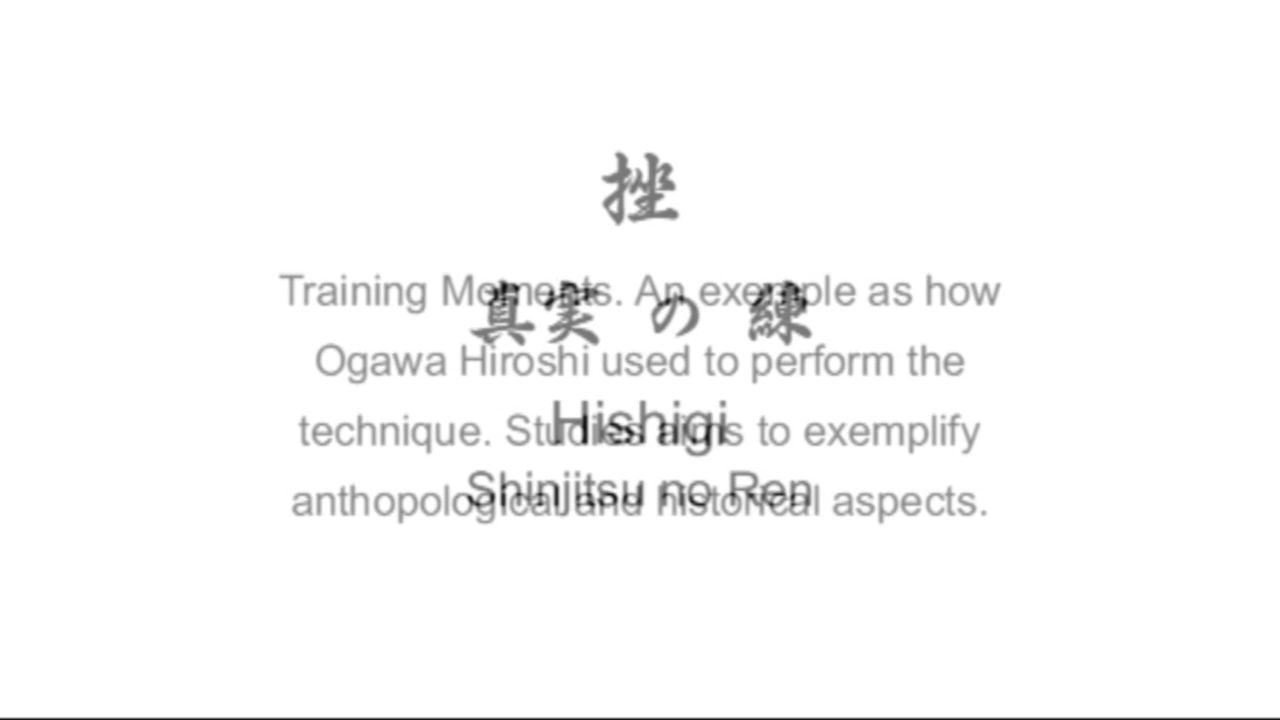 挫
Training Moments. An example as how
真実 の 練
Ogawa Hiroshi used to perform the
Hishigi
technique. Studies aims to exemplify
Shinjitsu no Ren
anthopological and historical aspects.